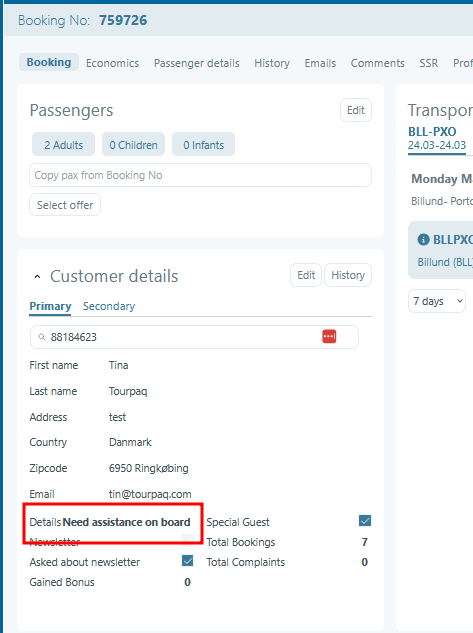 Booking No: 759726
Booking Economics Passenger details History Emails Comments SSR
Passengers
Edit
2 Adults 0 Children 0 Infants
Copy pax from Booking No
Select offer
Customer details
Edit History
Primary Secondary
88184623
First name Tina
Last name Tourpaq
Address test
Country Danmark
Zipcode 6950 Ringkøbing
Email tin@tourpaq.com
Details Need assistance on board Special Guest
Newsletter Total Bookings 7
Asked about newsletter Total Complaints 0
Gained Bonus 0
Transpor
BLL-PXO
24.03-24.03
Monday M
Billund- Porto
BLLPXO
Billund (BLL)
7 days